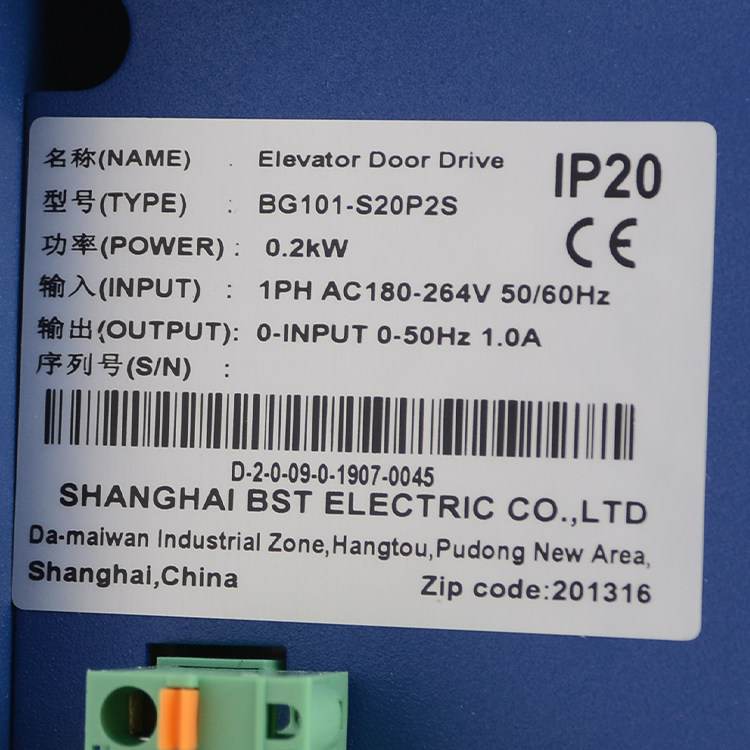 名称(NAME) : Elevator Door Drive
IP20
型号(TYPE) : BG101-S20P2S
CE
功率(POWER) : 0.2kW
输入(INPUT) : 1PH AC180-264V 50/60Hz
输出(OUTPUT): 0-INPUT 0-50Hz 1.0A
序列号(S/N) :
D-2-0-09-0-1907-0045
SHANGHAI BST ELECTRIC CO.,LTD
Da-maiwan Industrial Zone,Hangtou,Pudong New Area,
Shanghai,China
Zip code:201316